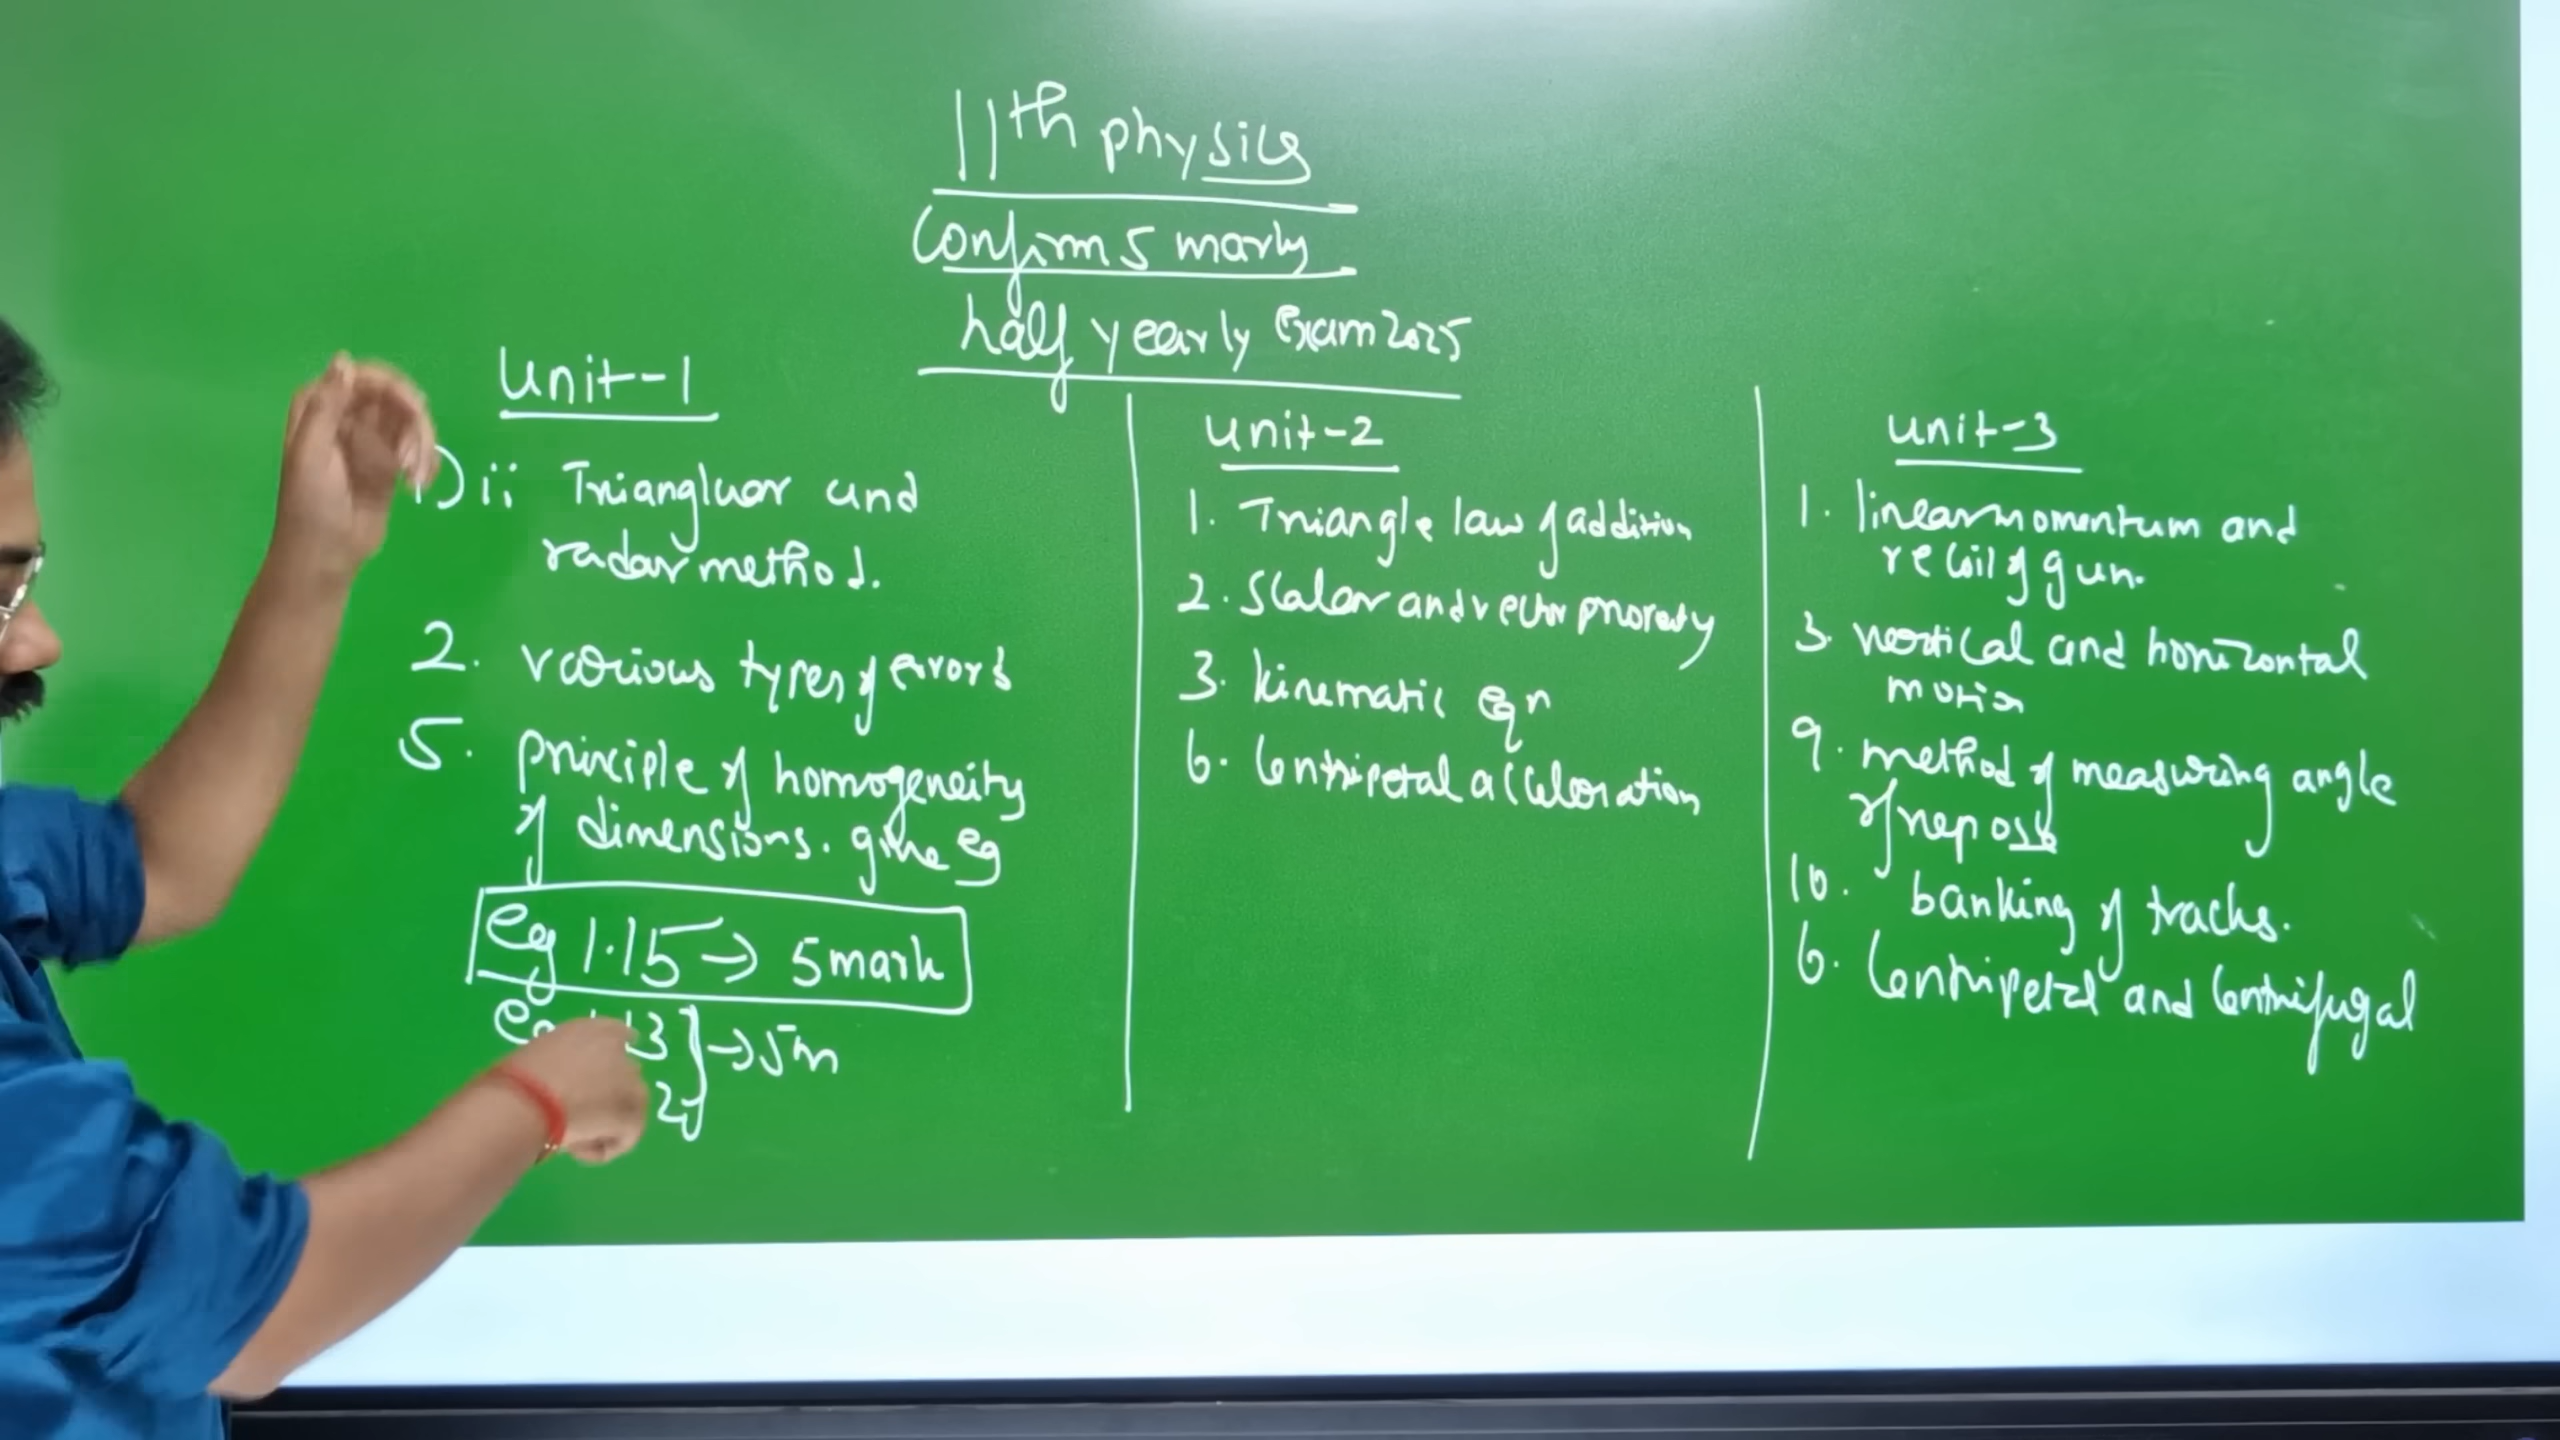 11th physics
Confirm 5 marks
half yearly Exam 2025
Unit-1
1) i: Triangluar and
radar method.
2. various types of errors
5. principle of homogeneity
of dimensions. give eg
eg 1.15 → 5 mark
13 → 5m
2
Unit-2
1. Triangle law of addition
2. Scalar and vector
3. kinematic eqn
6. Centripetal acceleration
Unit-3
1. linear momentum and
recoil of gun.
3. vertical and horizontal
motion
9. method of measuring angle
of repose
10. banking of tracks.
6. Centripetal and Centrifugal